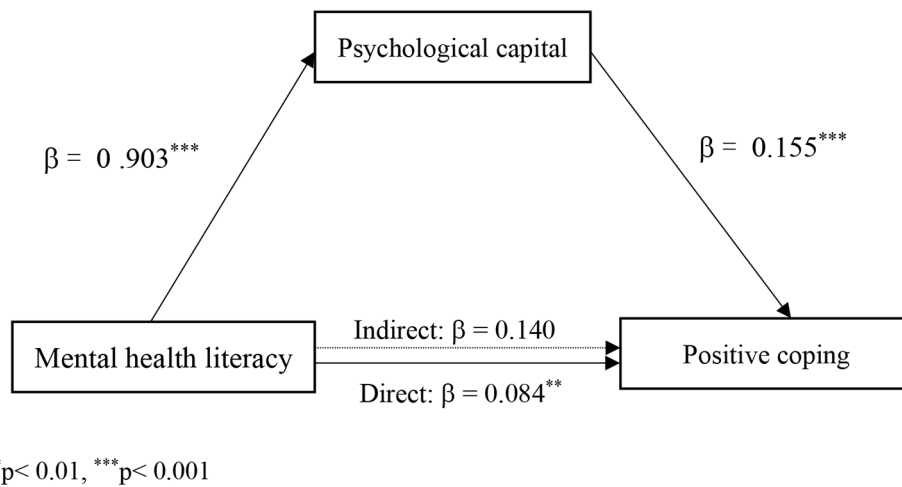 Psychological capital
β = 0 .903***
β = 0.155***
Indirect: β = 0.140
Mental health literacy
Positive coping
Direct: β = 0.084**
*p< 0.01, ***p< 0.001